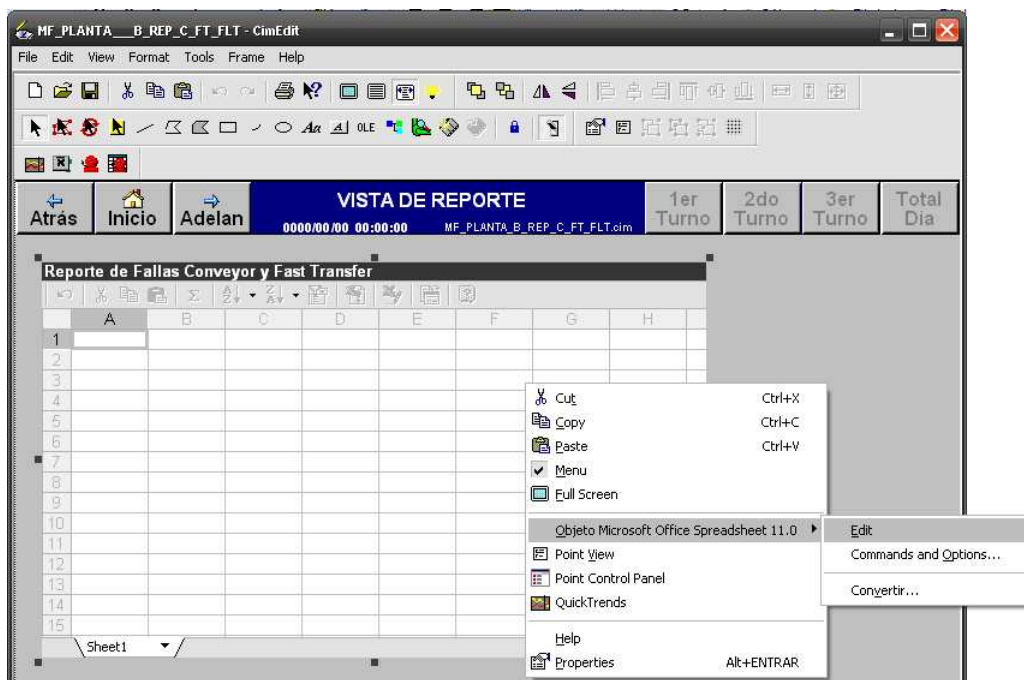 MF_PLANTA___B_REP_C_FT_FLT - CimEdit
File Edit View Format Tools Frame Help
Aa A OLE
Atrás Inicio Adelan
VISTA DE REPORTE
0000/00/00 00:00:00 MF_PLANTA_B_REP_C_FT_FLT.cim
1er Turno
2do Turno
3er Turno
Total Dia
Reporte de Fallas Conveyor y Fast Transfer
A B C D E F G H
1
2
3
4
5
6
7
8
9
10
11
12
13
14
15
Sheet1
Cut Ctrl+X
Copy Ctrl+C
Paste Ctrl+V
Menu
Full Screen
Objeto Microsoft Office Spreadsheet 11.0
Point View
Point Control Panel
QuickTrends
Help
Properties Alt+ENTRAR
Edit
Commands and Options...
Convertir...